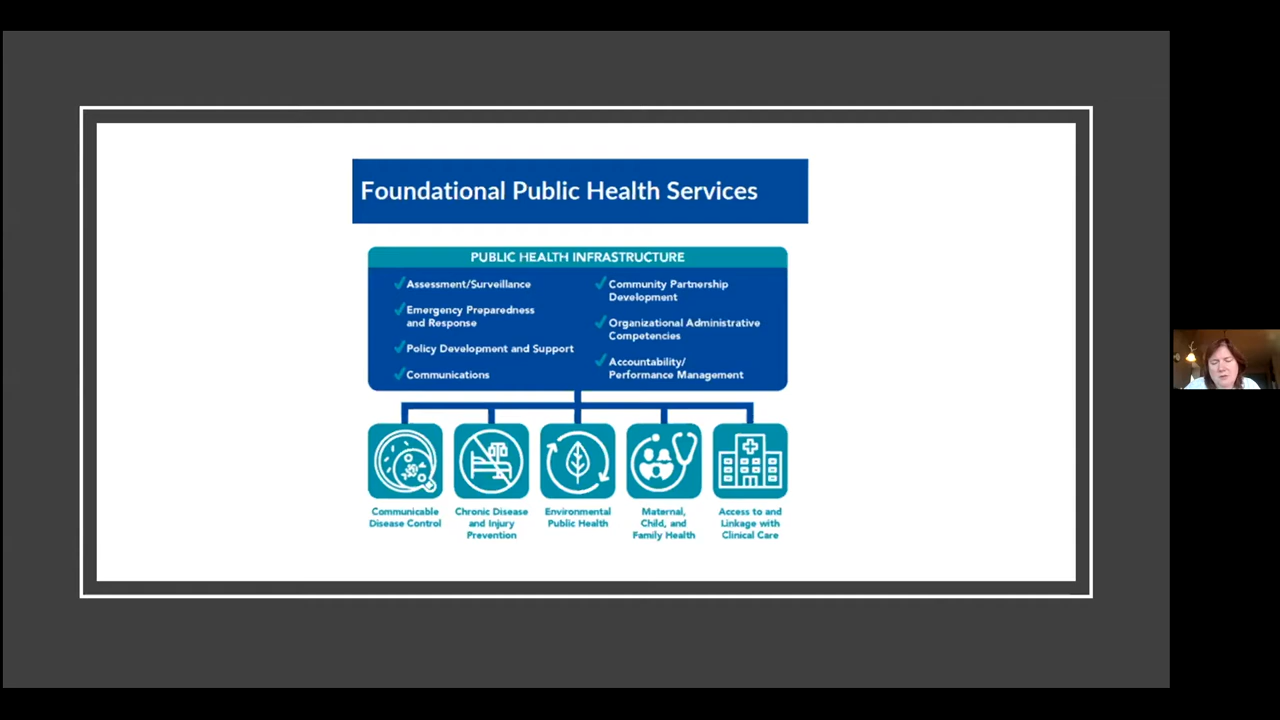 Foundational Public Health Services
PUBLIC HEALTH INFRASTRUCTURE
✓Assessment/Surveillance
✓Emergency Preparedness
and Response
✓Policy Development and Support
✓Communications
✓Community Partnership
Development
✓Organizational Administrative
Competencies
✓Accountability/
Performance Management
Communicable
Disease Control
Chronic Disease
and Injury
Prevention
Environmental
Public Health
Maternal,
Child, and
Family Health
Access to and
Linkage with
Clinical Care